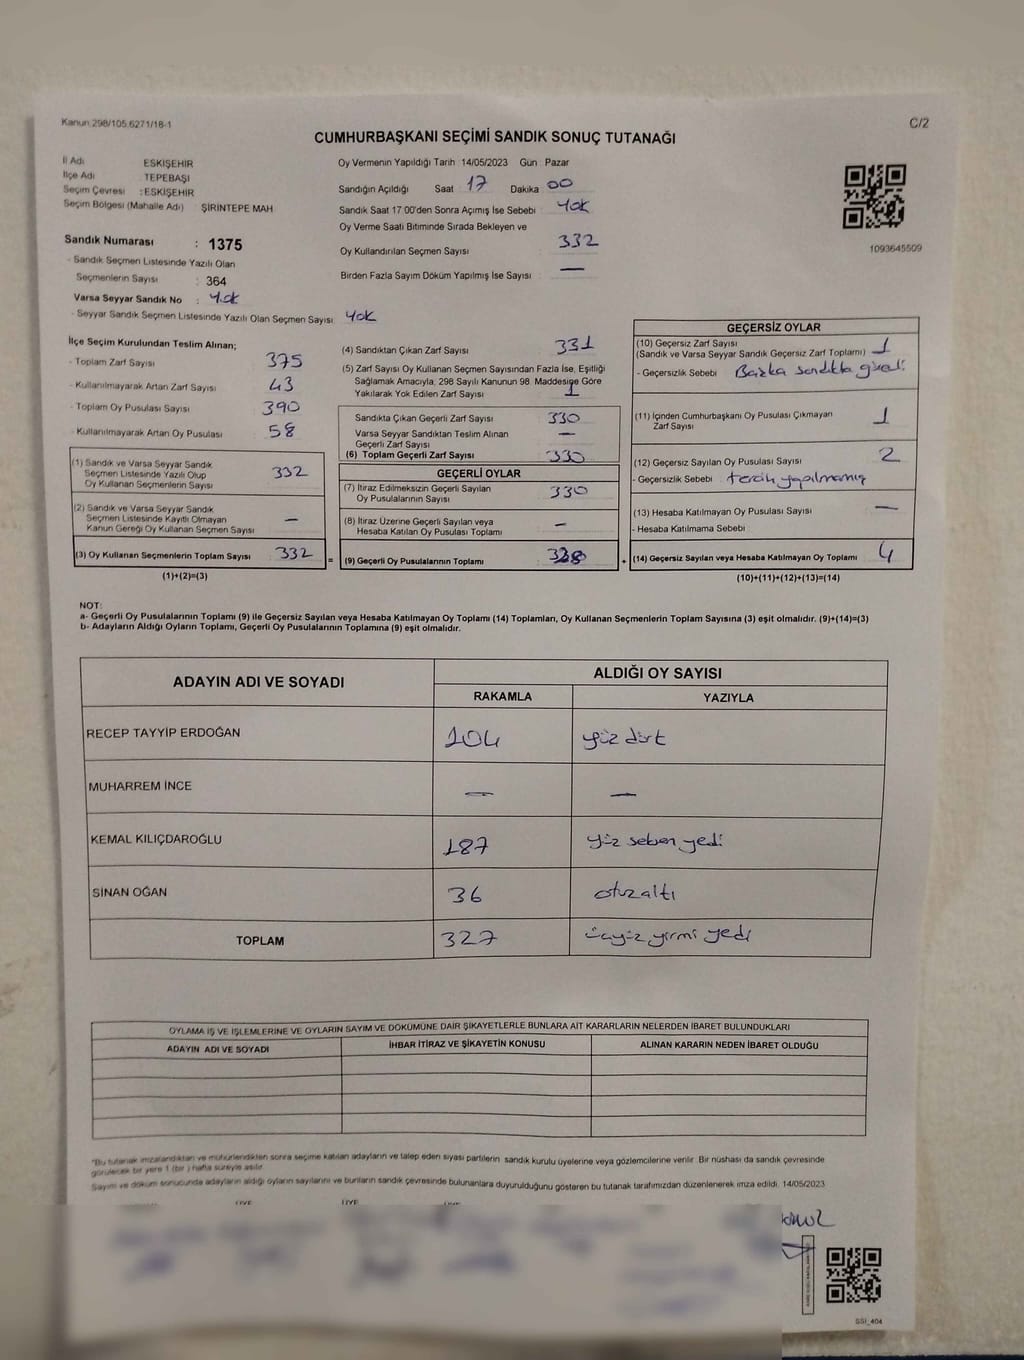 Kanun 298/105,6271/18-1
C/2
CUMHURBAŞKANI SEÇİMİ SANDIK SONUÇ TUTANAĞI
İl Adı ESKİŞEHİR
İlçe Adı TEPEBAŞI
Seçim Çevresi : ESKİŞEHİR
Seçim Bölgesi (Mahalle Adı) ŞİRİNTEPE MAH
Sandık Numarası : 1375
- Sandık Seçmen Listesinde Yazılı Olan
Seçmenlerin Sayısı : 364
Varsa Seyyar Sandık No : Yok
- Seyyar Sandık Seçmen Listesinde Yazılı Olan Seçmen Sayısı Yok
Oy Vermenin Yapıldığı Tarih 14/05/2023 Gün : Pazar
Sandığın Açıldığı Saat 17 Dakika 00
Sandık Saat 17:00'den Sonra Açımış İse Sebebi : Yok
Oy Verme Saati Bitiminde Sırada Bekleyen ve
Oy Kullandırılan Seçmen Sayısı : 332
Birden Fazla Sayım Döküm Yapılmış İse Sayısı : —
1093645509
İlçe Seçim Kurulundan Teslim Alınan;
- Toplam Zarf Sayısı 375
- Kullanılmayarak Artan Zarf Sayısı 43
- Toplam Oy Pusulası Sayısı 390
- Kullanılmayarak Artan Oy Pusulası 58
(1) Sandık ve Varsa Seyyar Sandık
Seçmen Listesinde Yazılı Olup
Oy Kullanan Seçmenlerin Sayısı 332
(2) Sandık ve Varsa Seyyar Sandık
Seçmen Listesinde Kayıtlı Olmayan
Kanun Gereği Oy Kullanan Seçmen Sayısı —
(3) Oy Kullanan Seçmenlerin Toplam Sayısı 332
(1)+(2)=(3)
=
(4) Sandıktan Çıkan Zarf Sayısı 331
(5) Zarf Sayısı Oy Kullanan Seçmen Sayısından Fazla İse, Eşitliği
Sağlamak Amacıyla, 298 Sayılı Kanunun 98. Maddesine Göre
Yakılarak Yok Edilen Zarf Sayısı 1
Sandıkta Çıkan Geçerli Zarf Sayısı 330
Varsa Seyyar Sandıktan Teslim Alınan
Geçerli Zarf Sayısı —
(6) Toplam Geçerli Zarf Sayısı 330
GEÇERLİ OYLAR
(7) İtiraz Edilmeksizin Geçerli Sayılan
Oy Pusulalarının Sayısı 330
(8) İtiraz Üzerine Geçerli Sayılan veya
Hesaba Katılan Oy Pusulası Toplamı —
(9) Geçerli Oy Pusulalarının Toplamı 328
+
GEÇERSİZ OYLAR
(10) Geçersiz Zarf Sayısı
(Sandık ve Varsa Seyyar Sandık Geçersiz Zarf Toplamı) 1
- Geçersizlik Sebebi Başka sandıkta
(11) İçinden Cumhurbaşkanı Oy Pusulası Çıkmayan
Zarf Sayısı 1
(12) Geçersiz Sayılan Oy Pusulası Sayısı 2
- Geçersizlik Sebebi : tercih yapılmamış
(13) Hesaba Katılmayan Oy Pusulası Sayısı —
- Hesaba Katılmama Sebebi
(14) Geçersiz Sayılan veya Hesaba Katılmayan Oy Toplamı 4
(10)+(11)+(12)+(13)=(14)
NOT:
a- Geçerli Oy Pusulalarının Toplamı (9) ile Geçersiz Sayılan veya Hesaba Katılmayan Oy Toplamı (14) Toplamları, Oy Kullanan Seçmenlerin Toplam Sayısına (3) eşit olmalıdır. (9)+(14)=(3)
b- Adayların Aldığı Oyların Toplamı, Geçerli Oy Pusulalarının Toplamına (9) eşit olmalıdır.
ADAYIN ADI VE SOYADI ALDIĞI OY SAYISI
RAKAMLA YAZIYLA
RECEP TAYYİP ERDOĞAN 104 yüz dört
MUHARREM İNCE — —
KEMAL KILIÇDAROĞLU 187 yüz seksen yedi
SİNAN OĞAN 36 otuzaltı
TOPLAM 327 üçyüz yirmi yedi
OYLAMA İŞ VE İŞLEMLERİNE VE OYLARIN SAYIM VE DÖKÜMÜNE DAİR ŞİKAYETLERLE BUNLARA AİT KARARLARIN NELERDEN İBARET BULUNDUKLARI
ADAYIN ADI VE SOYADI İHBAR İTİRAZ VE ŞİKAYETİN KONUSU ALINAN KARARIN NEDEN İBARET OLDUĞU
*Bu tutanak imzalandıktan ve mühürlendikten sonra seçime katılan adayların ve talep eden siyasi partilerin sandık kurulu üyelerine veya gözlemcilerine verilir. Bir nüshası da sandık çevresinde
görülecek bir yere 1 (bir) hafta süreyle asılır.
Sayım ve döküm sonucunda adayların aldığı oyların sayılarını ve bunların sandık çevresinde bulunanlara duyurulduğunu gösteren bu tutanak tarafımızdan düzenlenerek imza edildi. 14/05/2023
SSI_404